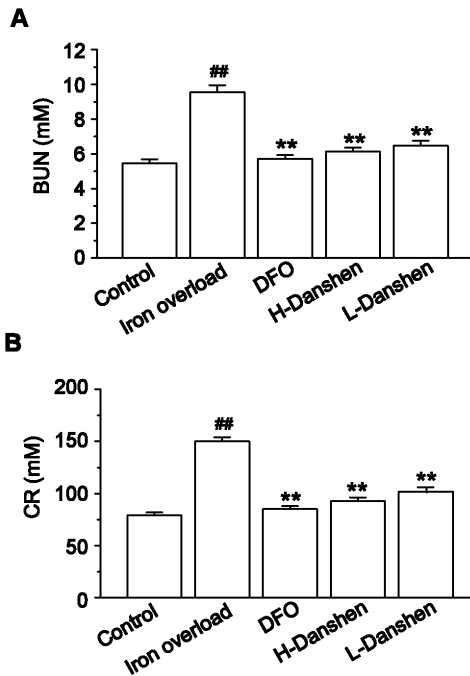 A
BUN (mM)
12
10
8
6
4
2
0
##
**
**
**
Control
Iron overload
DFO
H-Danshen
L-Danshen
B
CR (mM)
200
150
100
50
0
##
**
**
**
Control
Iron overload
DFO
H-Danshen
L-Danshen